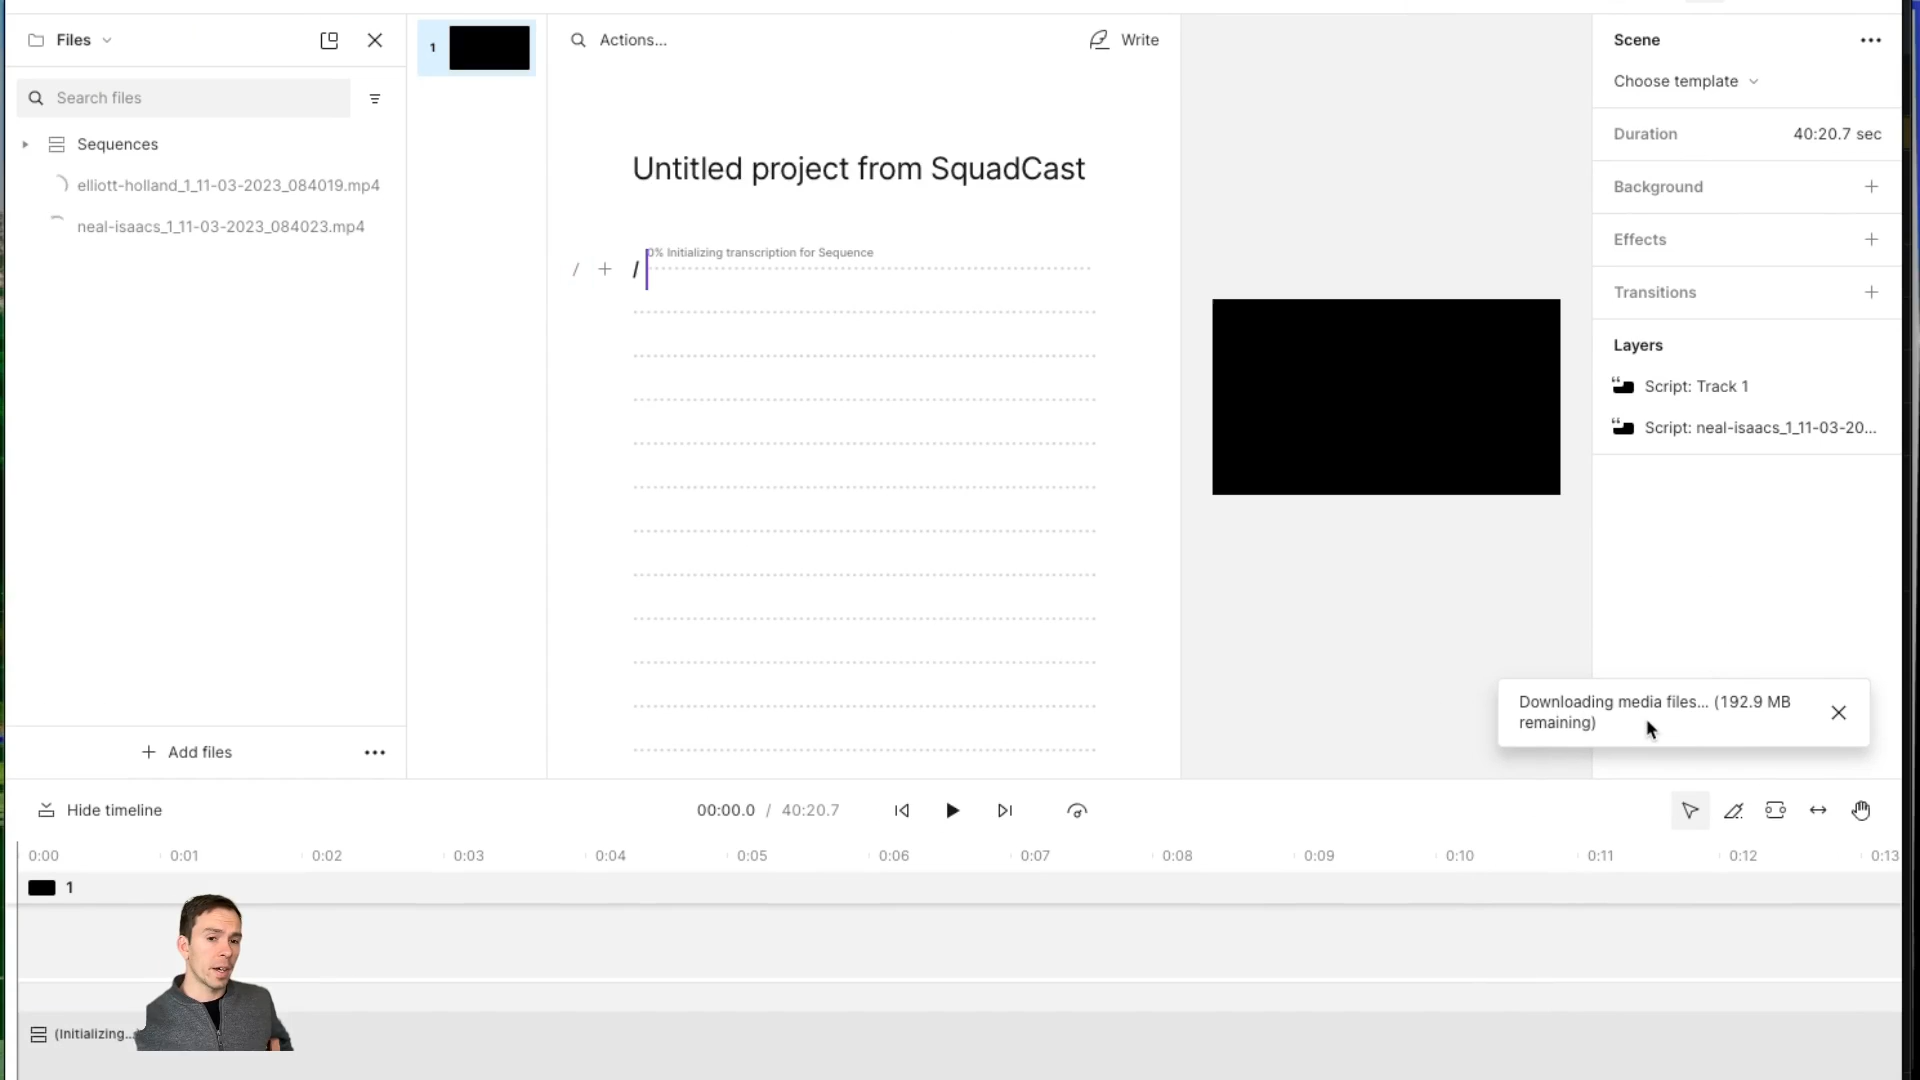 Files
Search files
Sequences
elliott-holland_1_11-03-2023_084019.mp4
neal-isaacs_1_11-03-2023_084023.mp4
Add files
1
Actions...
Write
Untitled project from SquadCast
0% Initializing transcription for Sequence
/ + /
Scene
Choose template
Duration 40:20.7 sec
Background
Effects
Transitions
Layers
Script: Track 1
Script: neal-isaacs_1_11-03-20...
Downloading media files... (192.9 MB
remaining)
Hide timeline
00:00.0 / 40:20.7
0:00 0:01 0:02 0:03 0:04 0:05 0:06 0:07 0:08 0:09 0:10 0:11 0:12 0:13
1
(Initializing...